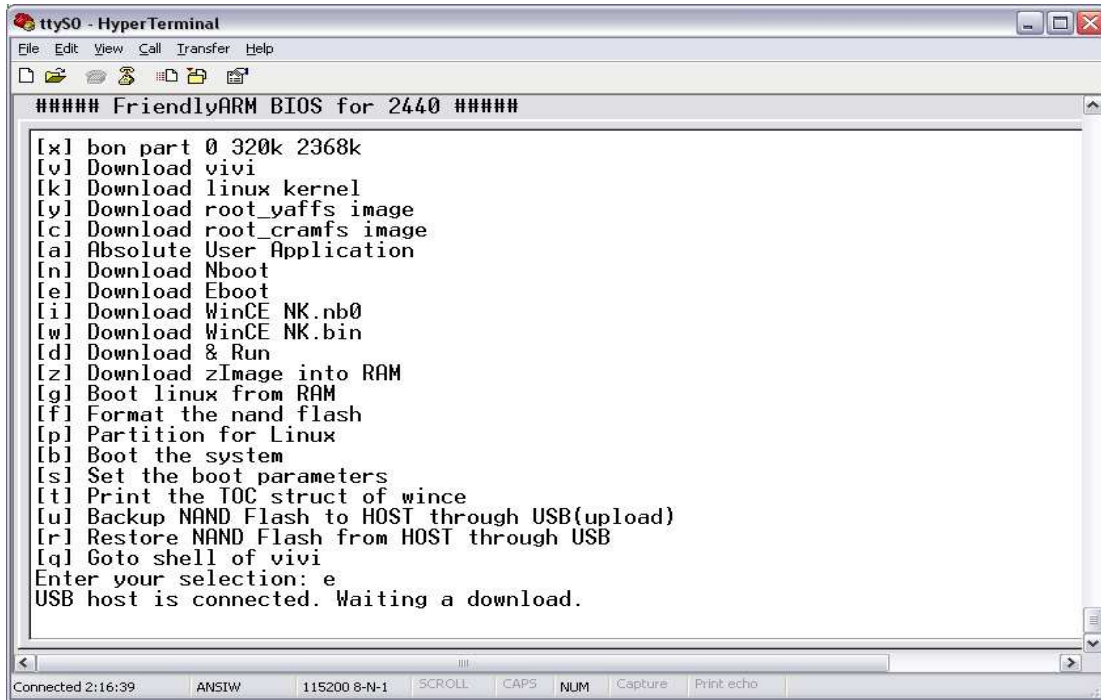 ttyS0 - HyperTerminal
File Edit View Call Transfer Help
##### FriendlyARM BIOS for 2440 #####
[x] bon part 0 320k 2368k
[v] Download vivi
[k] Download linux kernel
[y] Download root_yaffs image
[c] Download root_cramfs image
[a] Absolute User Application
[n] Download Nboot
[e] Download Eboot
[i] Download WinCE NK.nb0
[w] Download WinCE NK.bin
[d] Download & Run
[z] Download zImage into RAM
[g] Boot linux from RAM
[f] Format the nand flash
[p] Partition for Linux
[b] Boot the system
[s] Set the boot parameters
[t] Print the TOC struct of wince
[u] Backup NAND Flash to HOST through USB(upload)
[r] Restore NAND Flash from HOST through USB
[q] Goto shell of vivi
Enter your selection: e
USB host is connected. Waiting a download.
Connected 2:16:39 ANSIW 115200 8-N-1 SCROLL CAPS NUM Capture Print echo